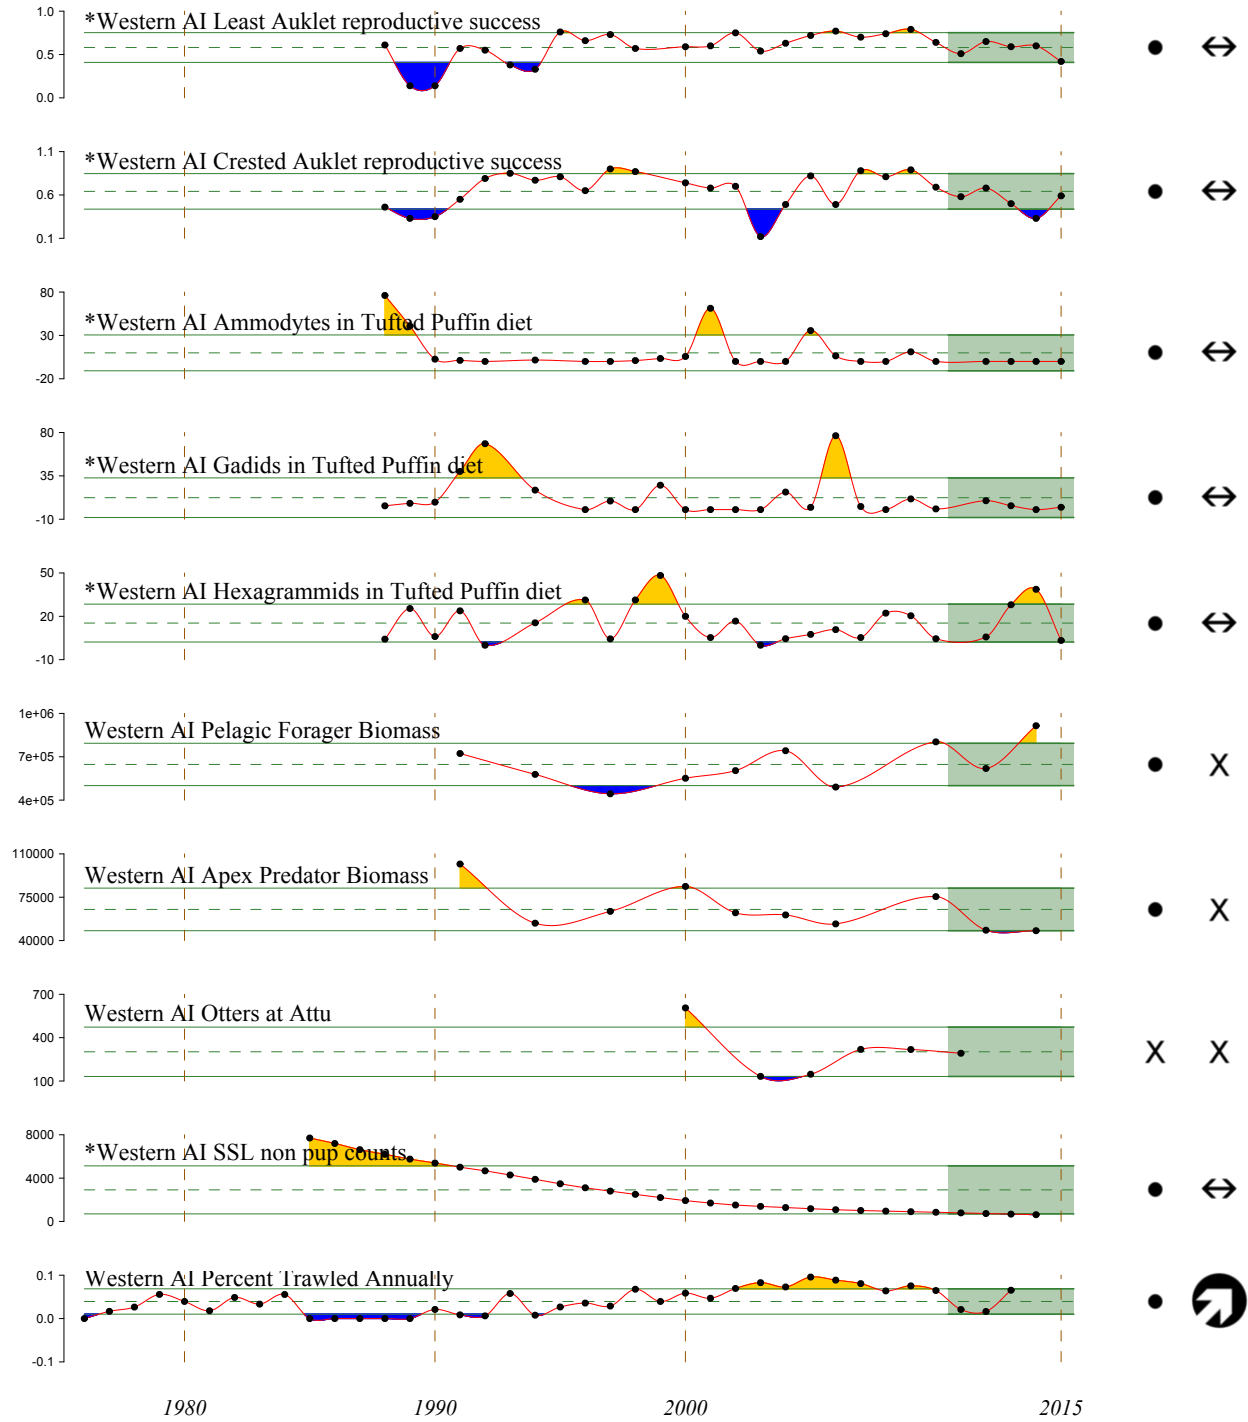 *Western AI Least Auklet reproductive success
1.0
0.5
0.0
*Western AI Crested Auklet reproductive success
1.1
0.6
0.1
*Western AI Ammodytes in Tufted Puffin diet
80
30
-20
*Western AI Gadids in Tufted Puffin diet
80
35
-10
*Western AI Hexagrammids in Tufted Puffin diet
50
20
-10
Western AI Pelagic Forager Biomass
1e+06
7e+05
4e+05
X
Western AI Apex Predator Biomass
110000
75000
40000
X
Western AI Otters at Attu
700
400
100
X X
*Western AI SSL non pup counts
8000
4000
0
Western AI Percent Trawled Annually
0.1
0.0
-0.1
1980 1990 2000 2015